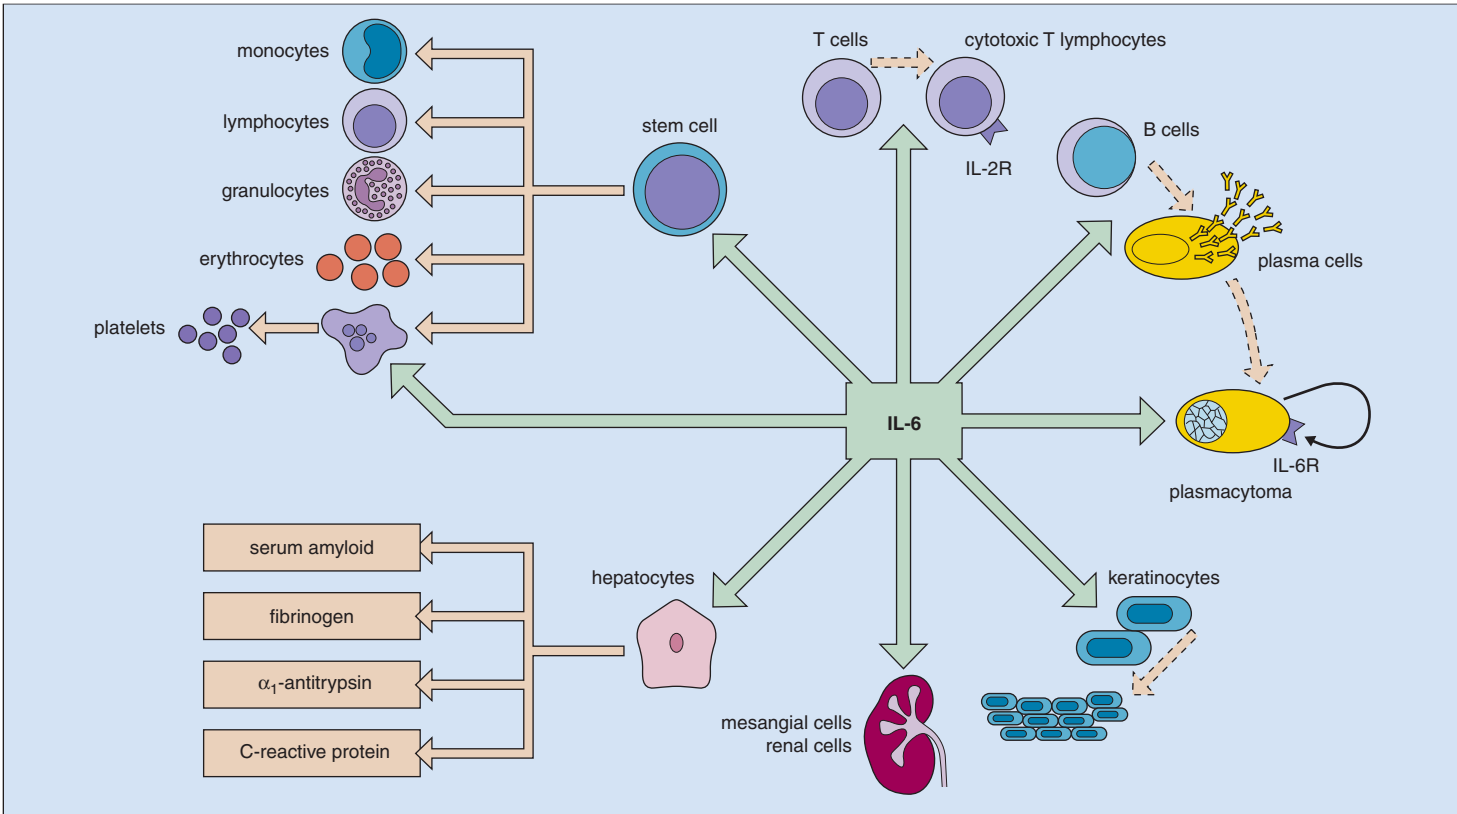 monocytes
lymphocytes
granulocytes
erythrocytes
platelets
stem cell
T cells
cytotoxic T lymphocytes
IL-2R
B cells
plasma cells
IL-6
IL-6R
plasmacytoma
serum amyloid
fibrinogen
α₁-antitrypsin
C-reactive protein
hepatocytes
mesangial cells
renal cells
keratinocytes